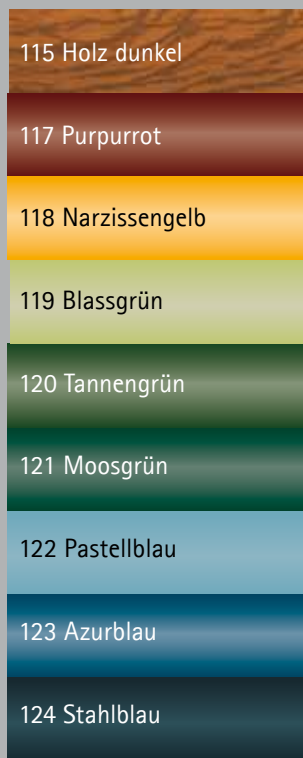 115 Holz dunkel
117 Purpurrot
118 Narzissengelb
119 Blassgrün
120 Tannengrün
121 Moosgrün
122 Pastellblau
123 Azurblau
124 Stahlblau